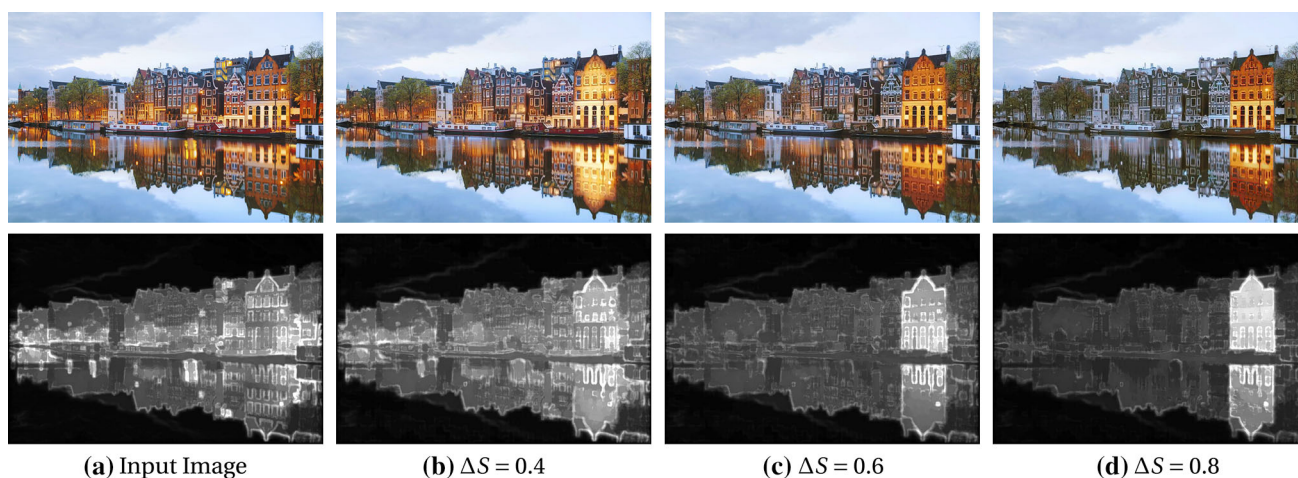 (a) Input Image
(b) ΔS = 0.4
(c) ΔS = 0.6
(d) ΔS = 0.8